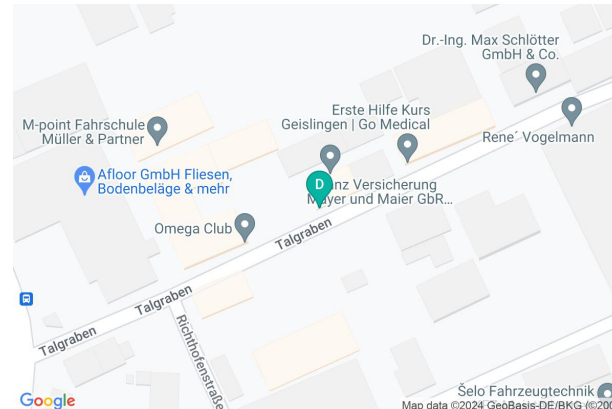 Dr.-Ing. Max Schlötter
GmbH & Co.
Erste Hilfe Kurs
Geislingen | Go Medical
M-point Fahrschule
Müller & Partner
Rene´ Vogelmann
Afloor GmbH Fliesen,
Bodenbeläge & mehr
D
Versicherung
und Maier GbR...
Omega Club
Talgraben
Talgraben
Talgraben
Richthofenstraße
Šelo Fahrzeugtechnik
Google
Map data ©2024 GeoBasis-DE/BKG